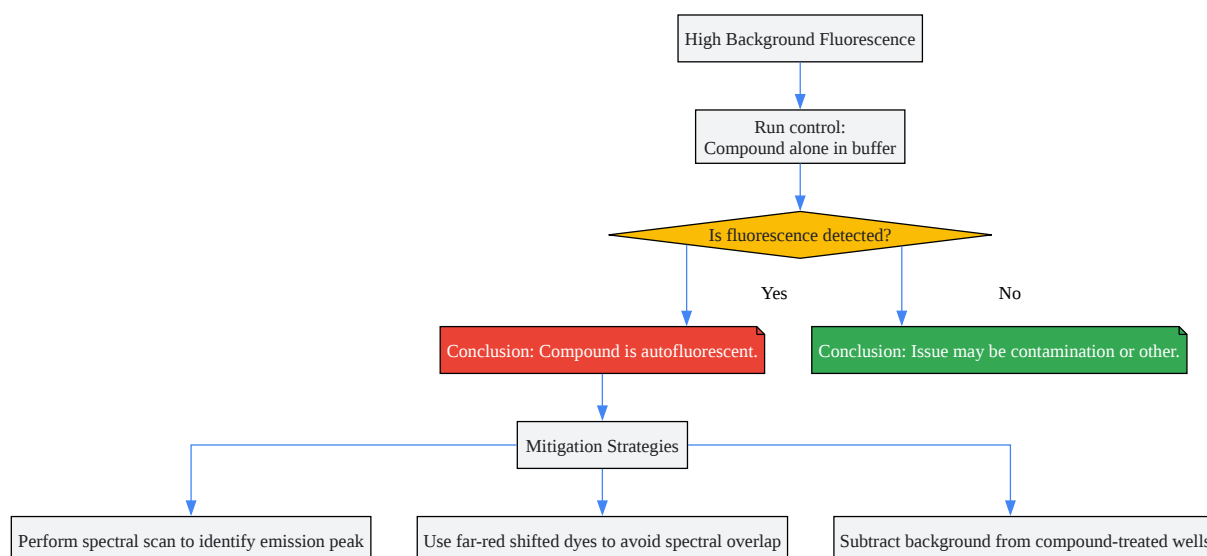 High Background Fluorescence
Run control:
Compound alone in buffer
Is fluorescence detected?
Yes
No
Conclusion: Compound is autofluorescent.
Conclusion: Issue may be contamination or other.
Mitigation Strategies
Perform spectral scan to identify emission peak
Use far-red shifted dyes to avoid spectral overlap
Subtract background from compound-treated wells